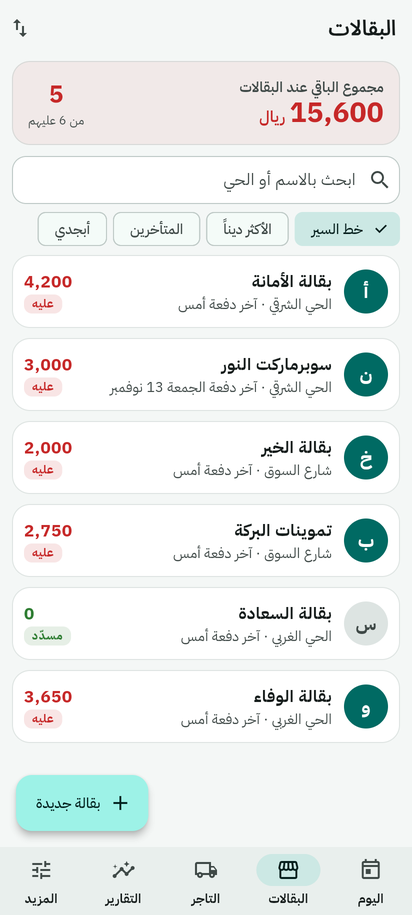 البقالات
مجموع الباقي عند البقالات
15,600 ريال
5
من 6 عليهم
ابحث بالاسم أو الحي
خط السير
الأكثر ديناً
المتأخرين
أبجدي
أ
بقالة الأمانة
الحي الشرقي · آخر دفعة أمس
4,200
عليه
ن
سوبرماركت النور
الحي الشرقي · آخر دفعة الجمعة 13 نوفمبر
3,000
عليه
خ
بقالة الخير
شارع السوق · آخر دفعة أمس
2,000
عليه
ب
تموينات البركة
شارع السوق · آخر دفعة أمس
2,750
عليه
س
بقالة السعادة
الحي الغربي · آخر دفعة أمس
0
مسدّد
و
بقالة الوفاء
الحي الغربي · آخر دفعة أمس
3,650
عليه
بقالة جديدة
اليوم
البقالات
التاجر
التقارير
المزيد